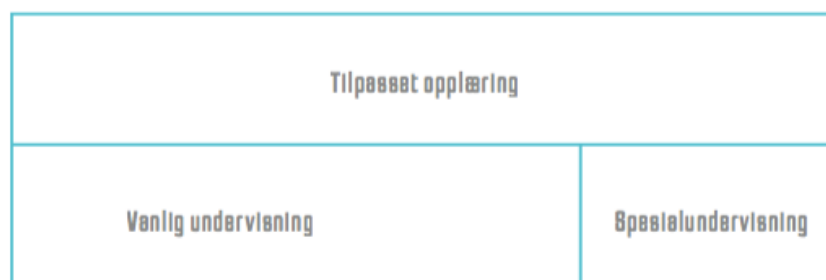 Tilpasset opplæring
Vanlig undervisning
Spesialundervisning